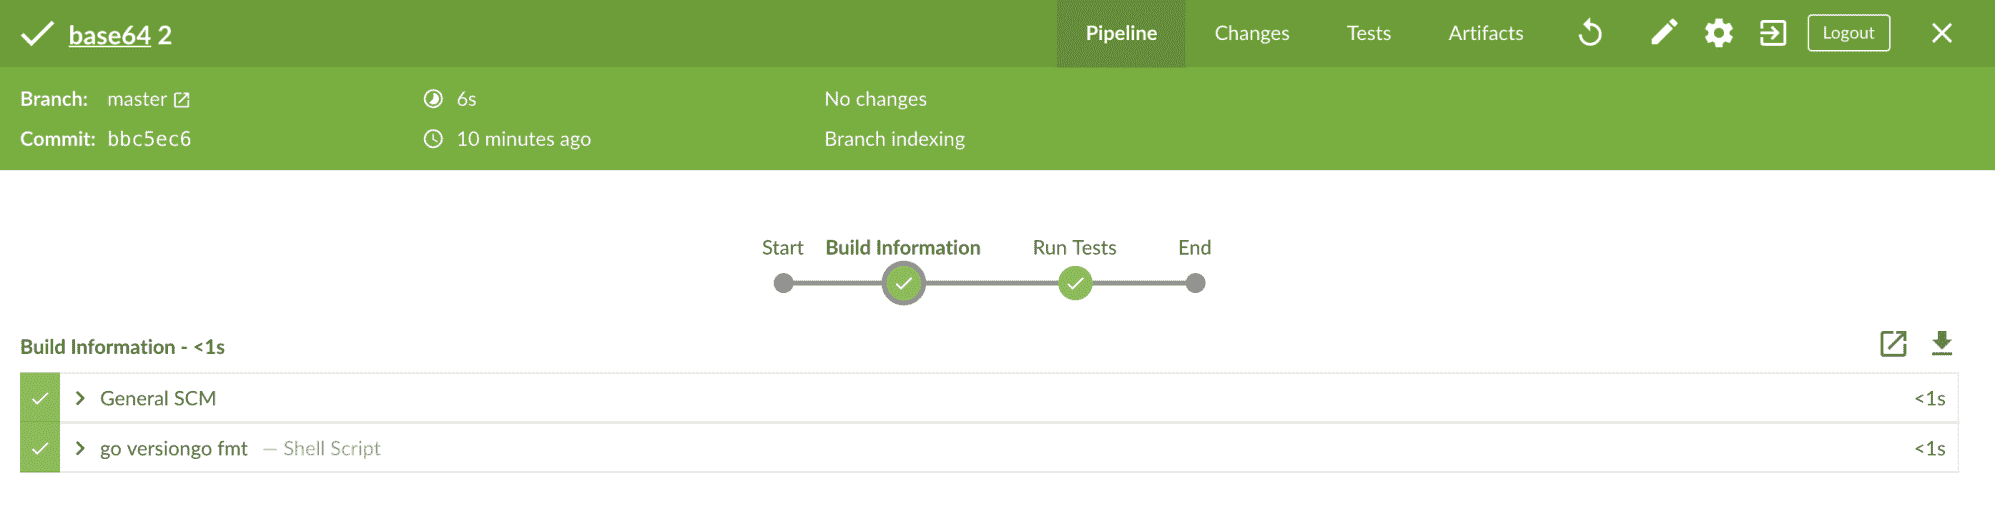 base64 2
Pipeline Changes Tests Artifacts Logout
Branch: master 6s No changes
Commit: bbc5ec6 10 minutes ago Branch indexing
Start Build Information Run Tests End
Build Information - <1s
General SCM <1s
go versiongo fmt — Shell Script <1s